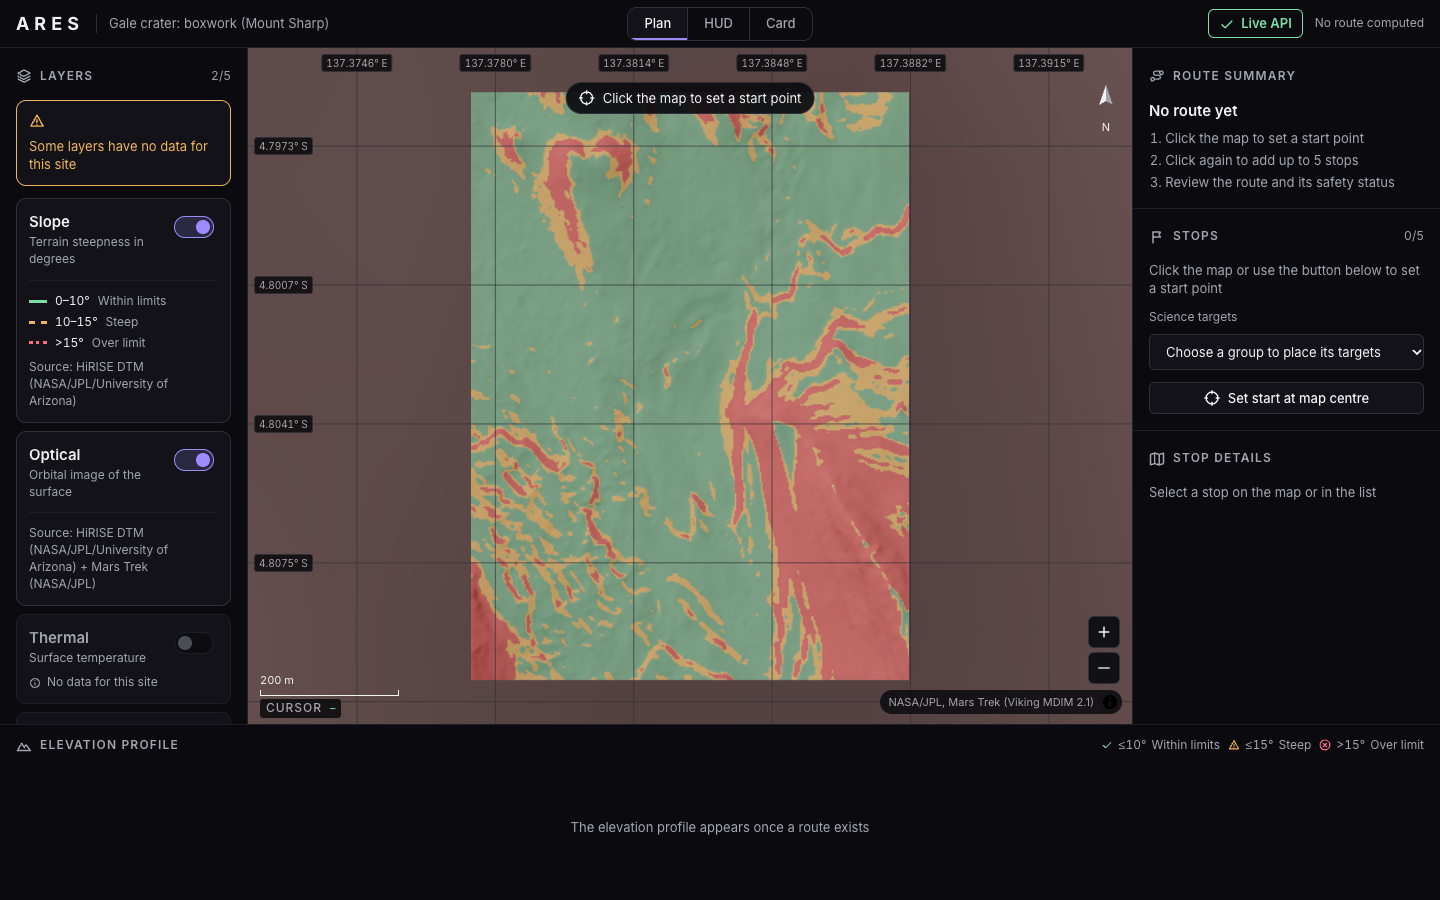 ARES
Gale crater: boxwork (Mount Sharp)
Plan
HUD
Card
Live API
No route computed
LAYERS
2/5
Some layers have no data for
this site
Slope
Terrain steepness in
degrees
0–10° Within limits
10–15° Steep
>15° Over limit
Source: HiRISE DTM
(NASA/JPL/University of
Arizona)
Optical
Orbital image of the
surface
Source: HiRISE DTM
(NASA/JPL/University of
Arizona) + Mars Trek
(NASA/JPL)
Thermal
Surface temperature
No data for this site
137.3746° E
137.3780° E
137.3814° E
137.3848° E
137.3882° E
137.3915° E
Click the map to set a start point
N
4.7973° S
4.8007° S
4.8041° S
4.8075° S
200 m
CURSOR –
+
−
NASA/JPL, Mars Trek (Viking MDIM 2.1)
ROUTE SUMMARY
No route yet
1. Click the map to set a start point
2. Click again to add up to 5 stops
3. Review the route and its safety status
STOPS
0/5
Click the map or use the button below to set
a start point
Science targets
Choose a group to place its targets
Set start at map centre
STOP DETAILS
Select a stop on the map or in the list
ELEVATION PROFILE
≤10° Within limits
≤15° Steep
>15° Over limit
The elevation profile appears once a route exists